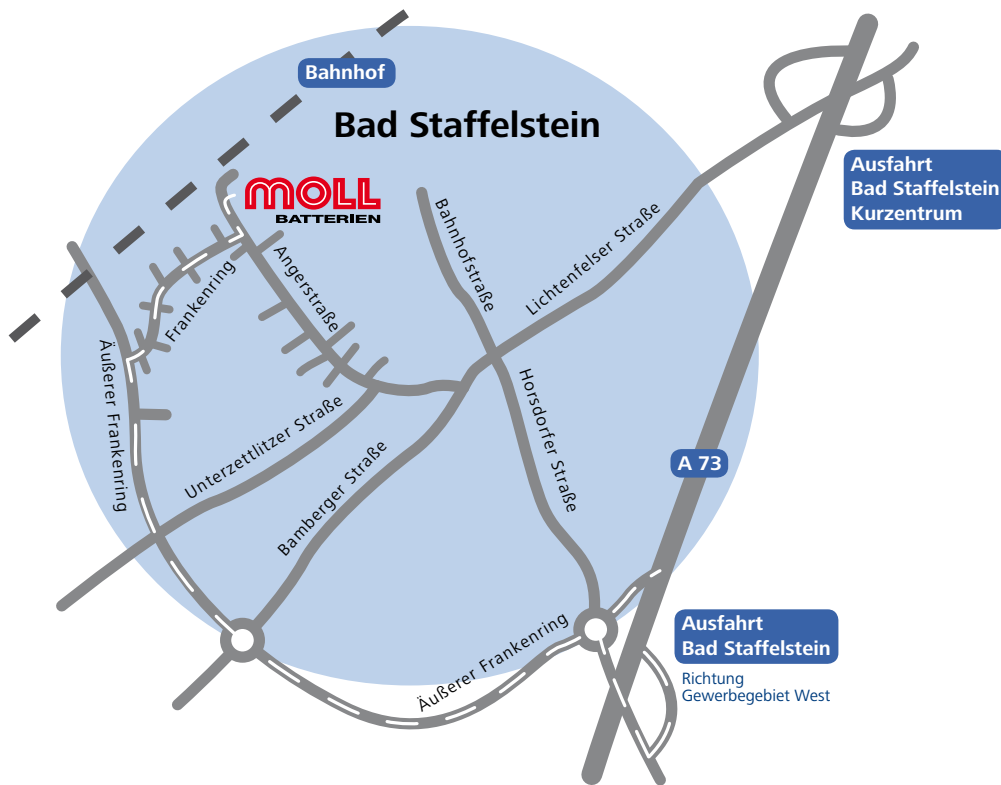 Bahnhof
Bad Staffelstein
MOLL
BATTERIEN
Ausfahrt
Bad Staffelstein
Kurzentrum
Bahnhofstraße
Lichtenfelser Straße
Angerstraße
Frankenring
Äußerer Frankenring
Unterzettlitzer Straße
Bamberger Straße
Horsdorfer Straße
A 73
Äußerer Frankenring
Ausfahrt
Bad Staffelstein
Richtung
Gewerbegebiet West